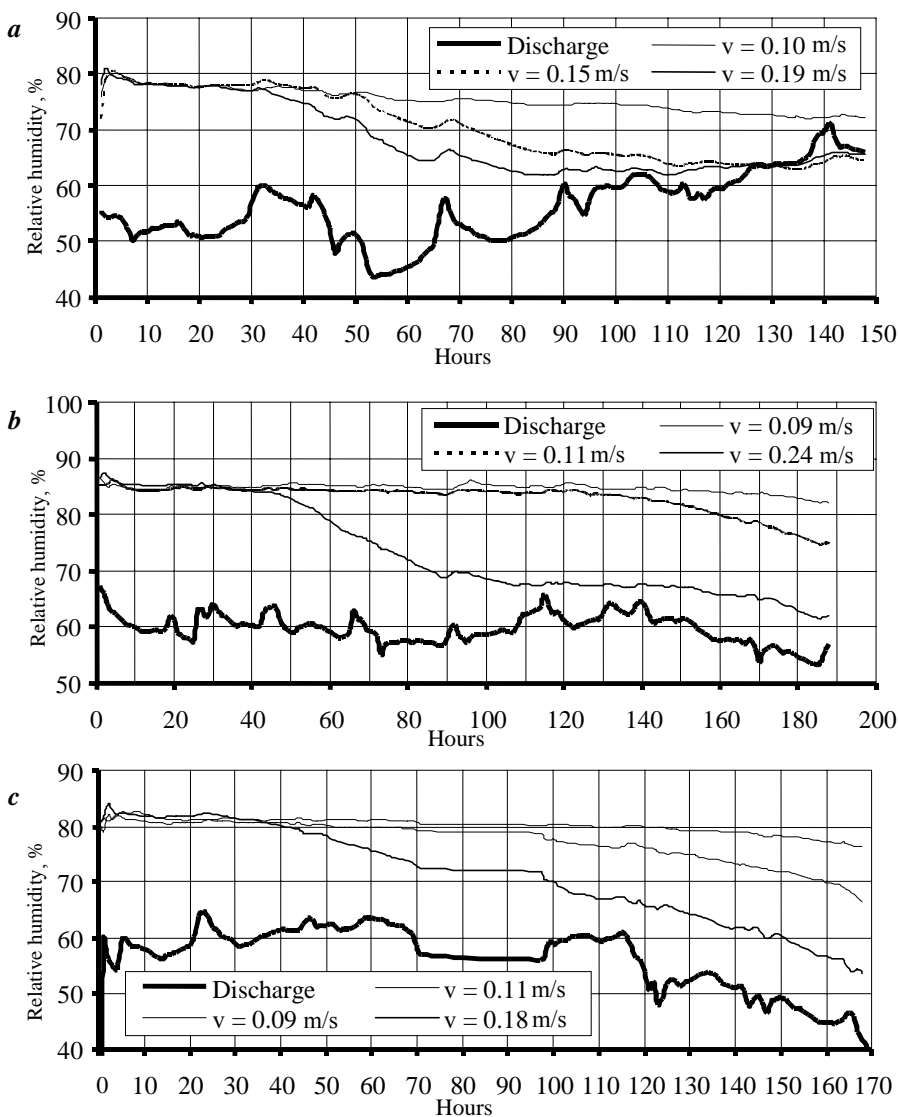 a
90
80
70
60
50
40
Relative humidity, %
Discharge
v = 0.10 m/s
v = 0.15 m/s
v = 0.19 m/s
0 10 20 30 40 50 60 70 80 90 100 110 120 130 140 150
Hours
b
100
90
80
70
60
50
Relative humidity, %
Discharge
v = 0.09 m/s
v = 0.11 m/s
v = 0.24 m/s
0 20 40 60 80 100 120 140 160 180 200
Hours
c
90
80
70
60
50
40
Relative humidity, %
Discharge
v = 0.11 m/s
v = 0.09 m/s
v = 0.18 m/s
0 10 20 30 40 50 60 70 80 90 100 110 120 130 140 150 160 170
Hours